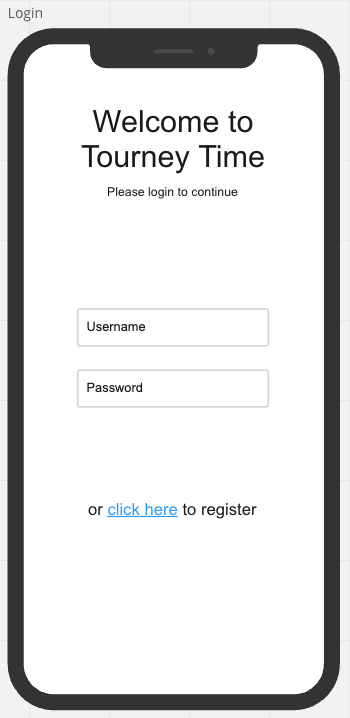 Login
Welcome to
Tourney Time
Please login to continue
Username
Password
or click here to register